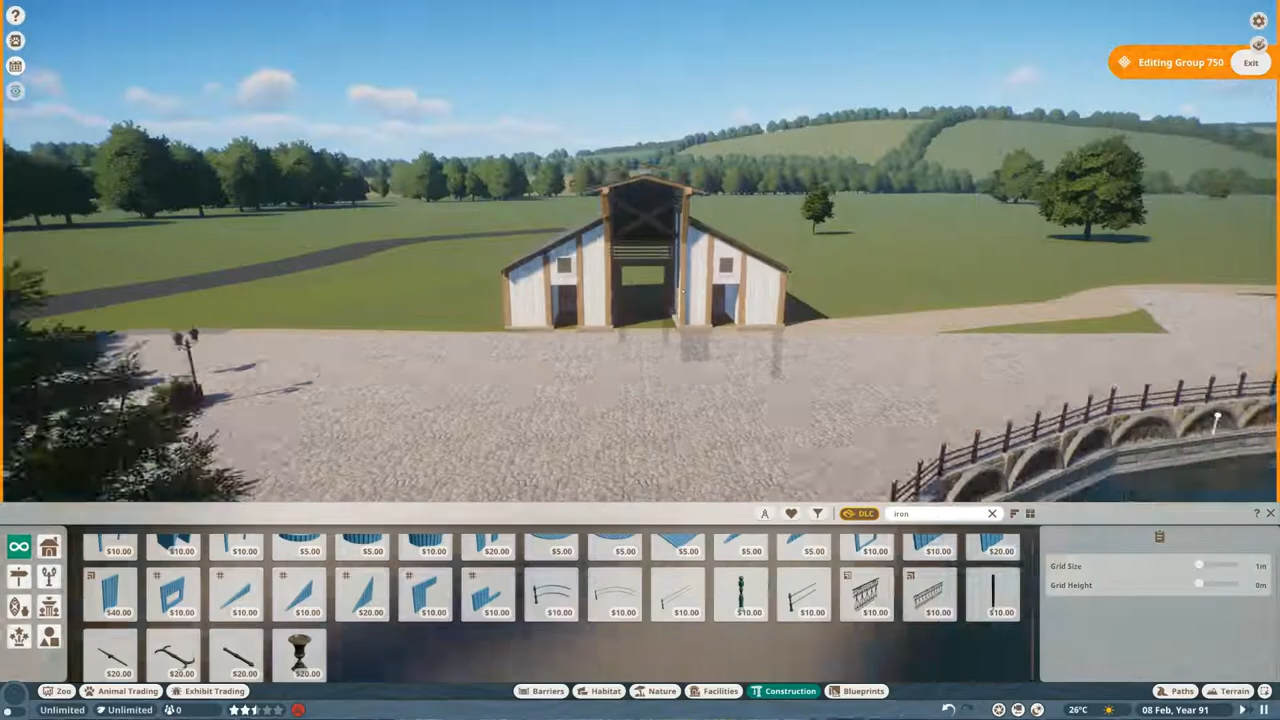 ?
Editing Group 750 Exit
DLC iron ?
$10.00 $10.00 $10.00 $5.00 $5.00 $10.00 $20.00 $5.00 $5.00 $5.00 $5.00 $5.00 $10.00 $10.00 $20.00
$40.00 $10.00 $10.00 $10.00 $20.00 $10.00 $10.00 $10.00 $10.00 $10.00 $10.00 $10.00 $10.00 $10.00 $10.00
$20.00 $20.00 $20.00 $20.00
Grid Size 1m
Grid Height 0m
Zoo Animal Trading Exhibit Trading Barriers Habitat Nature Facilities Construction Blueprints Paths Terrain
Unlimited Unlimited 0 26°C 08 Feb, Year 91